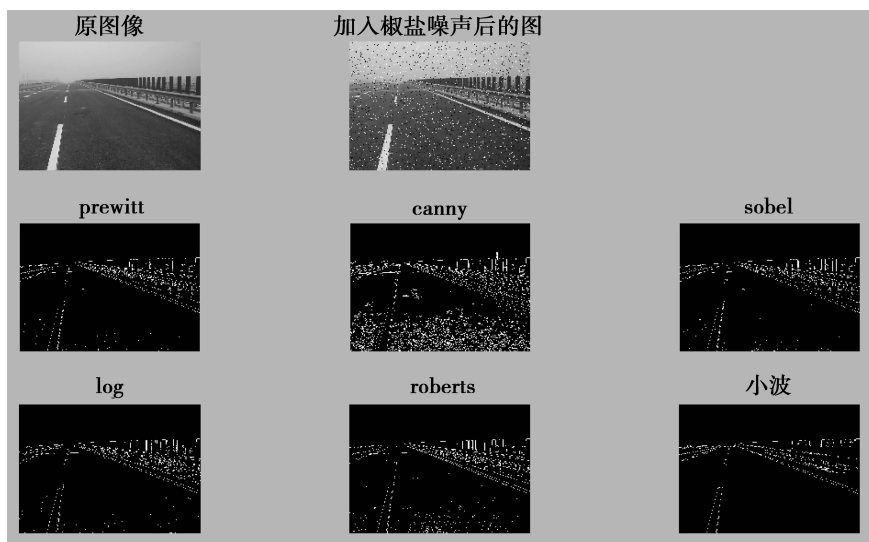 原图像
加入椒盐噪声后的图
prewitt
canny
sobel
log
roberts
小波